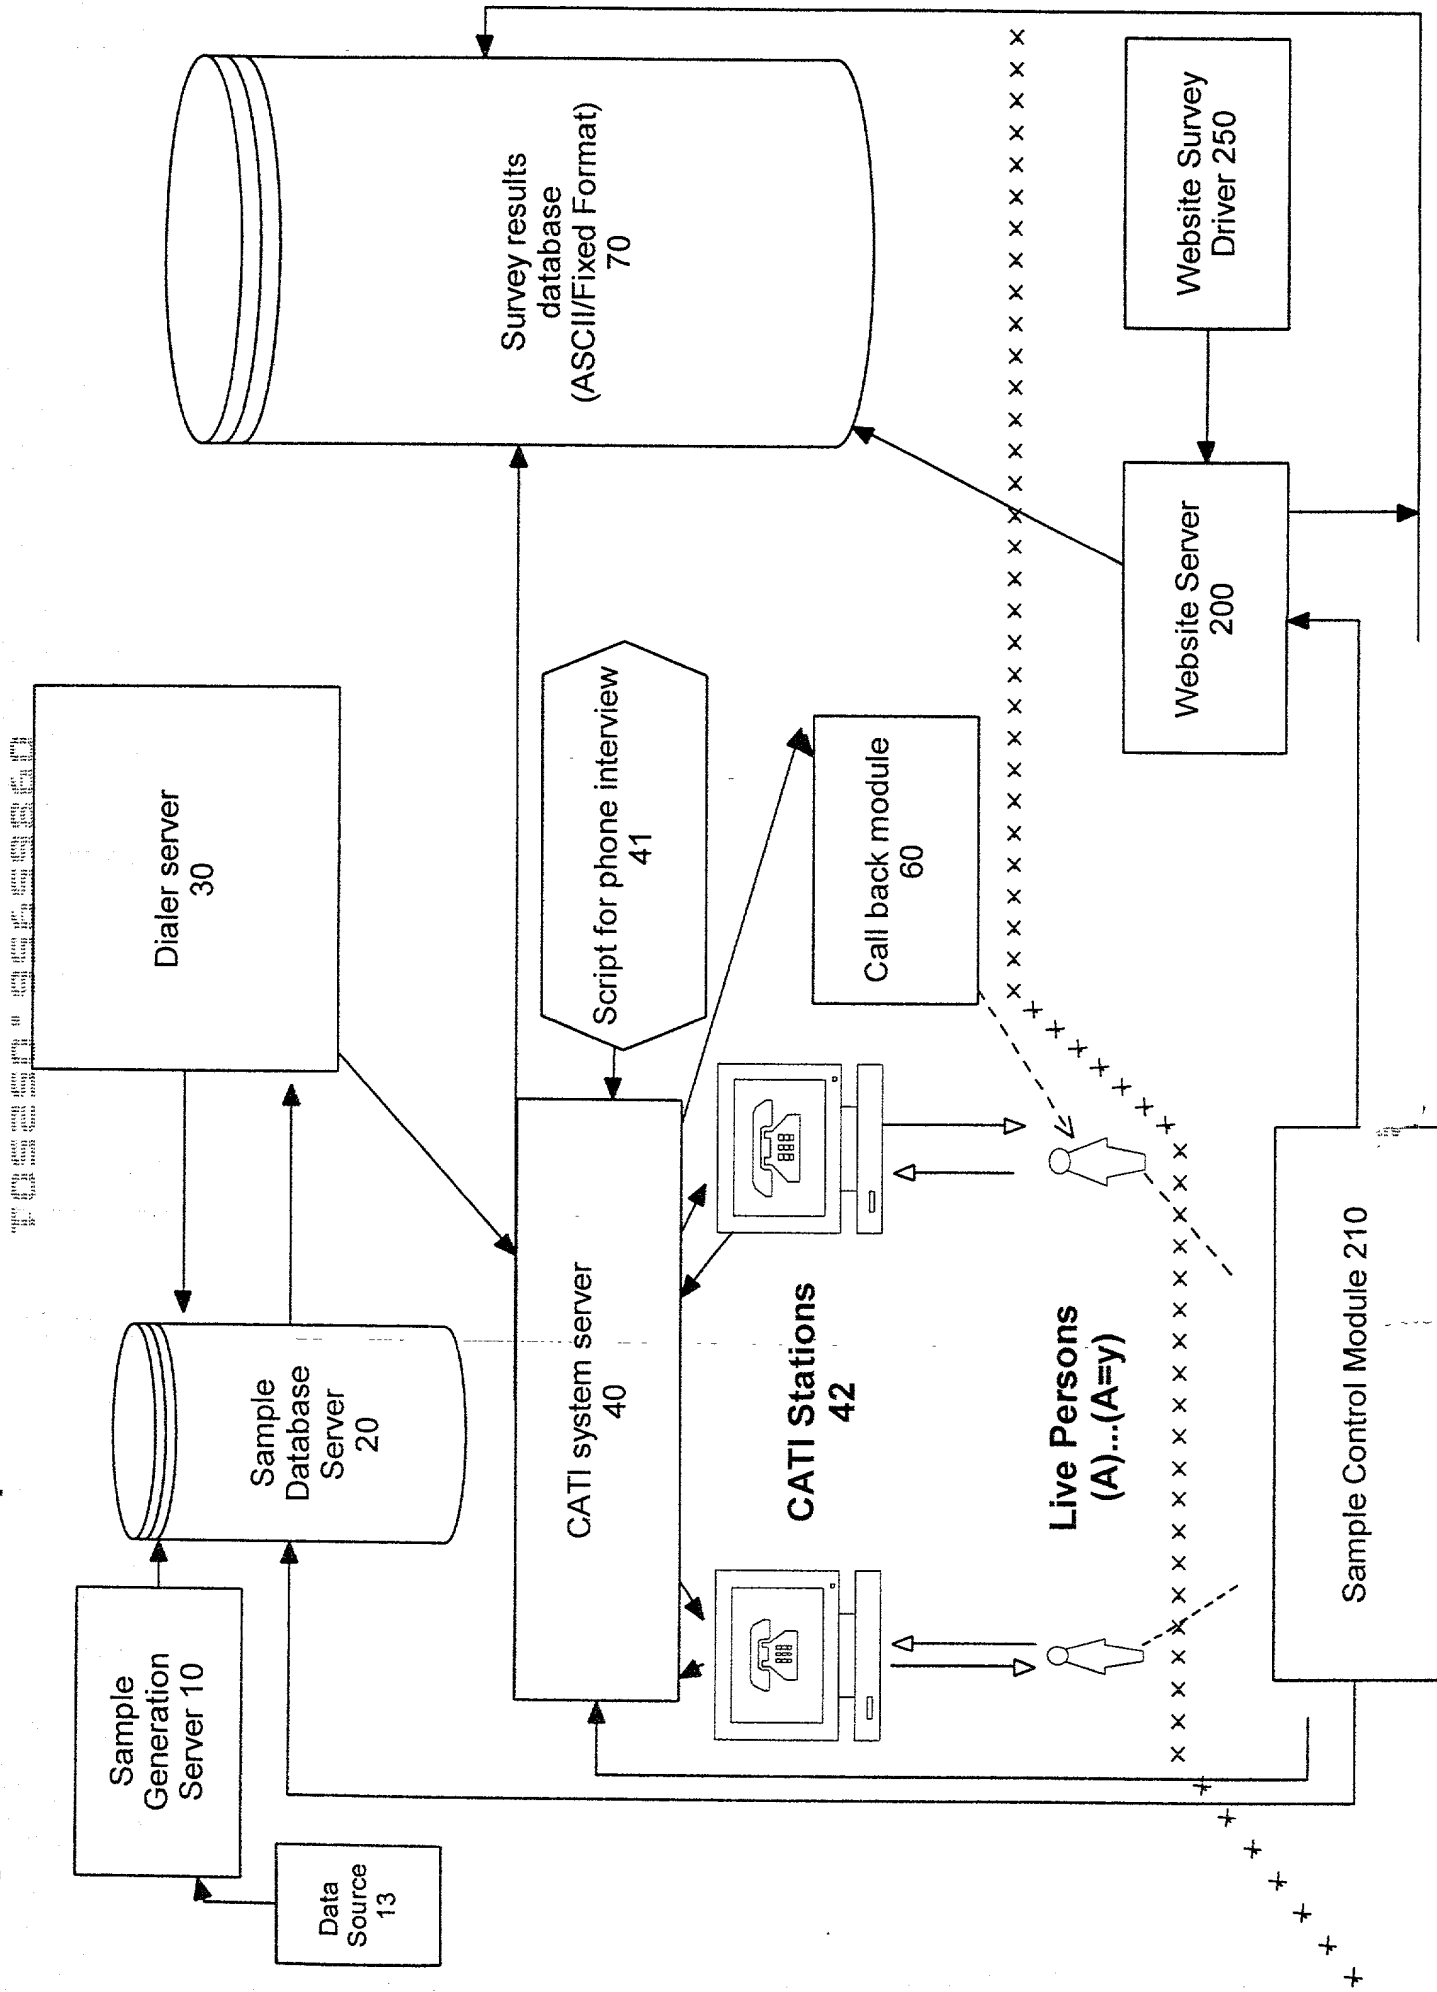 Data
Source
13
Sample
Generation
Server 10
Sample
Database
Server
20
Dialer server
30
CATI system server
40
Script for phone interview
41
Survey results
database
(ASCII/Fixed Format)
70
CATI Stations
42
Call back module
60
Live Persons
(A)...(A=y)
Sample Control Module 210
Website Server
200
Website Survey
Driver 250